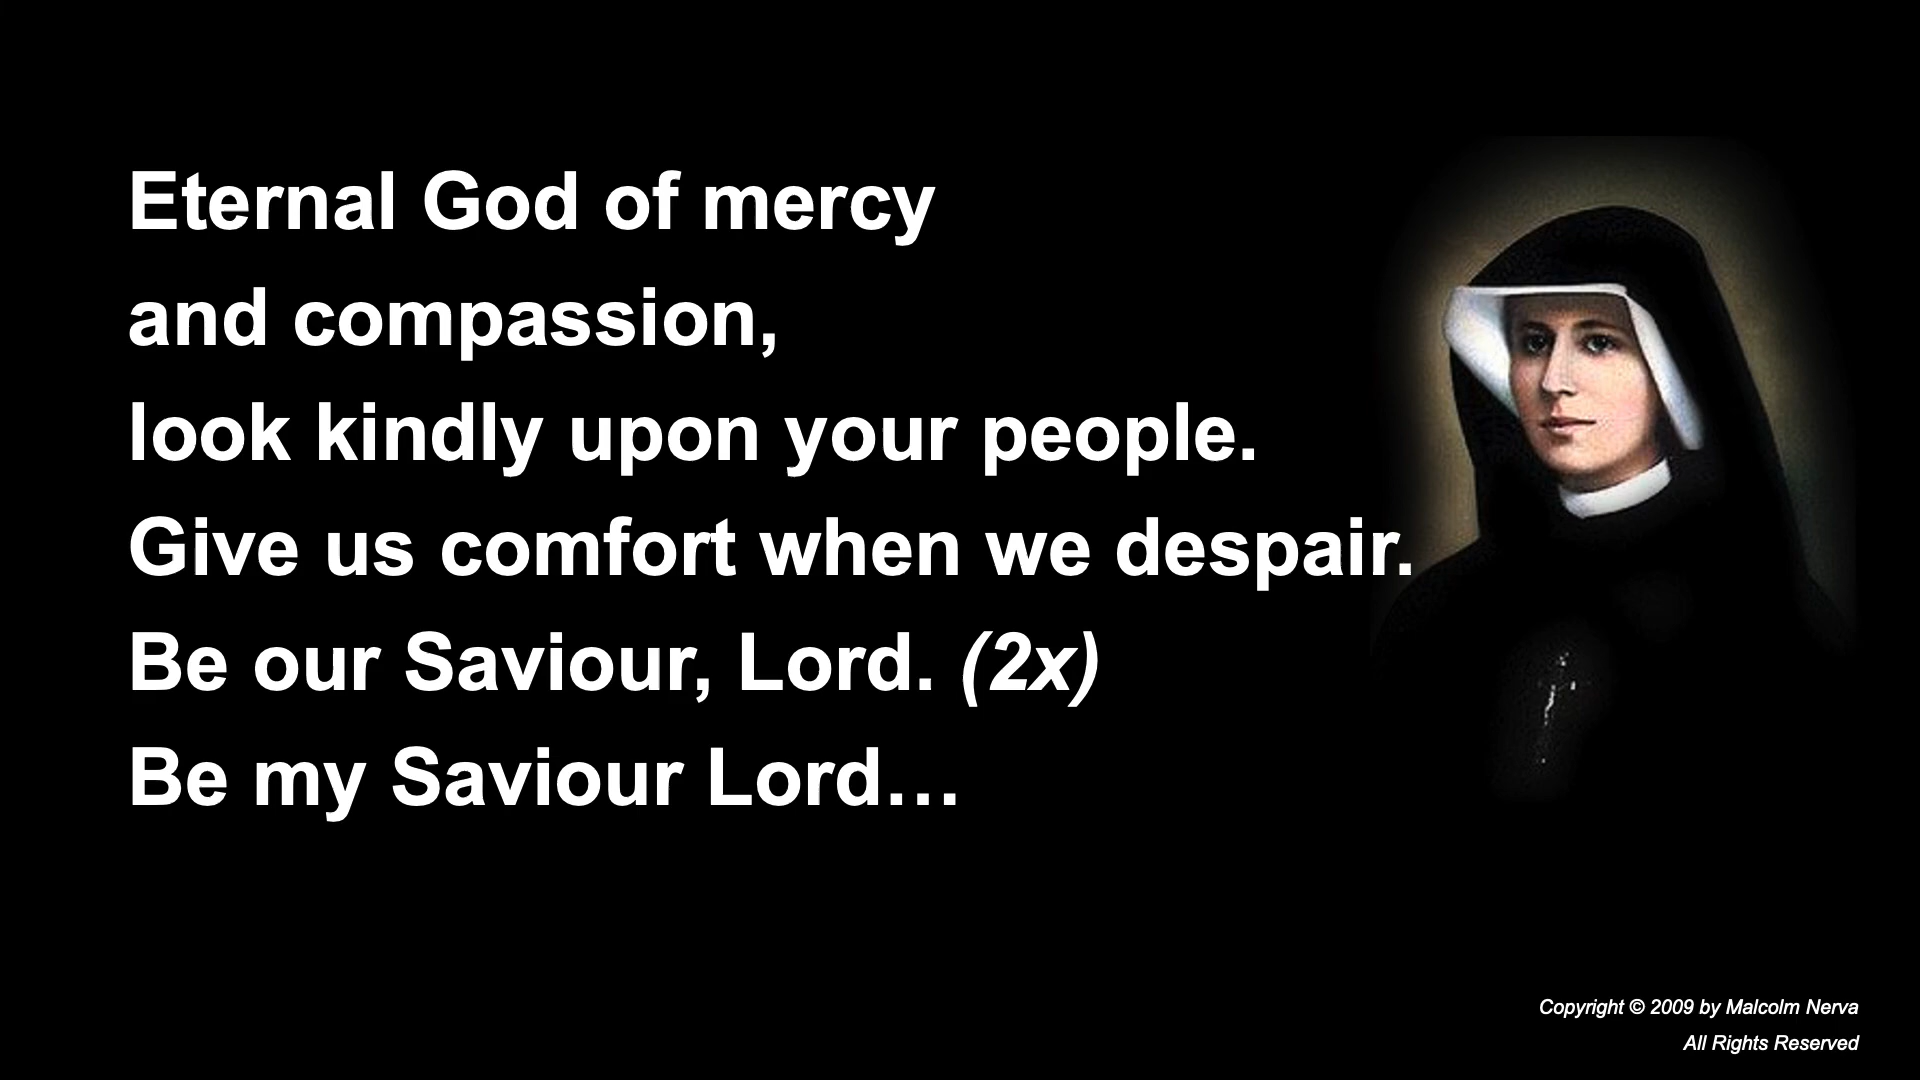 Eternal God of mercy
and compassion,
look kindly upon your people.
Give us comfort when we despair.
Be our Saviour, Lord. (2x)
Be my Saviour Lord…
Copyright © 2009 by Malcolm Nerva
All Rights Reserved